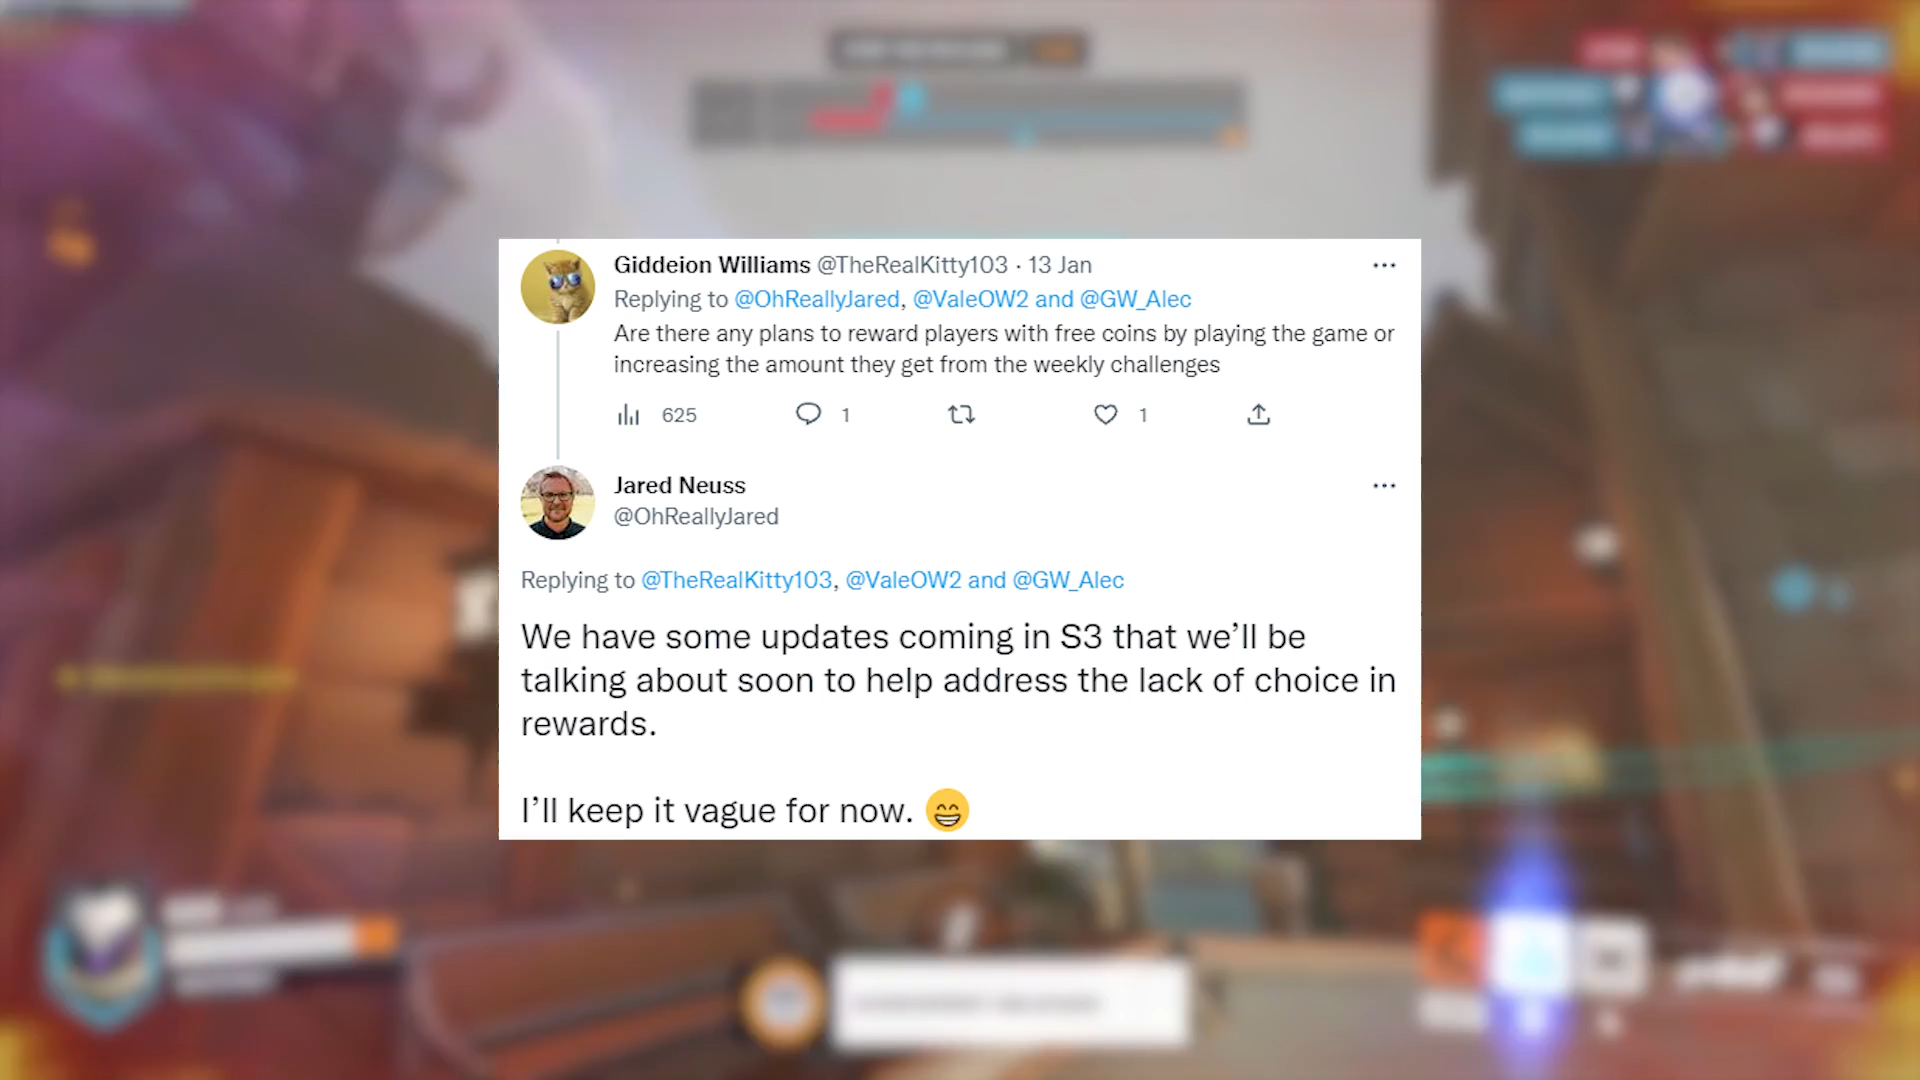 Giddeion Williams @TheRealKitty103 · 13 Jan
Replying to @OhReallyJared, @ValeOW2 and @GW_Alec
Are there any plans to reward players with free coins by playing the game or
increasing the amount they get from the weekly challenges
625 1 1
Jared Neuss
@OhReallyJared
Replying to @TheRealKitty103, @ValeOW2 and @GW_Alec
We have some updates coming in S3 that we’ll be
talking about soon to help address the lack of choice in
rewards.
I’ll keep it vague for now. 😁